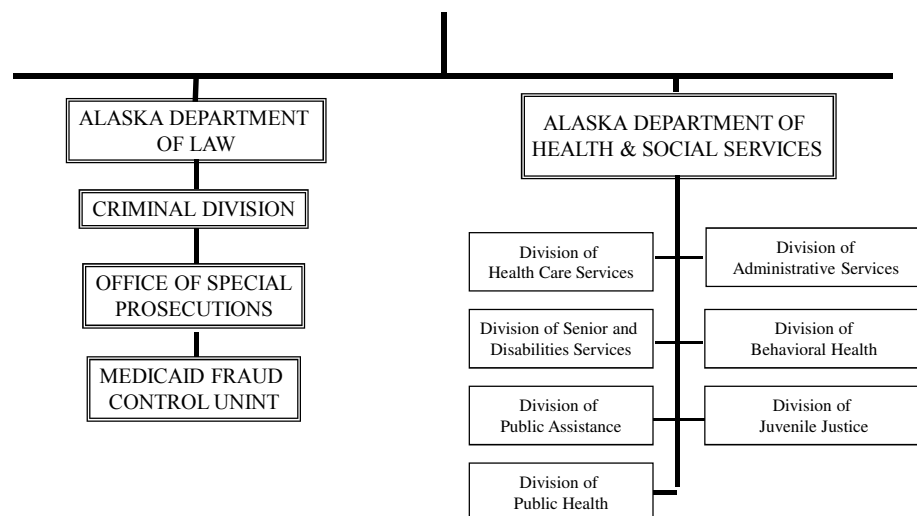 ALASKA DEPARTMENT
OF LAW
CRIMINAL DIVISION
OFFICE OF SPECIAL
PROSECUTIONS
MEDICAID FRAUD
CONTROL UNINT
ALASKA DEPARTMENT OF
HEALTH & SOCIAL SERVICES
Division of
Health Care Services
Division of
Administrative Services
Division of Senior and
Disabilities Services
Division of
Behavioral Health
Division of
Public Assistance
Division of
Juvenile Justice
Division of
Public Health